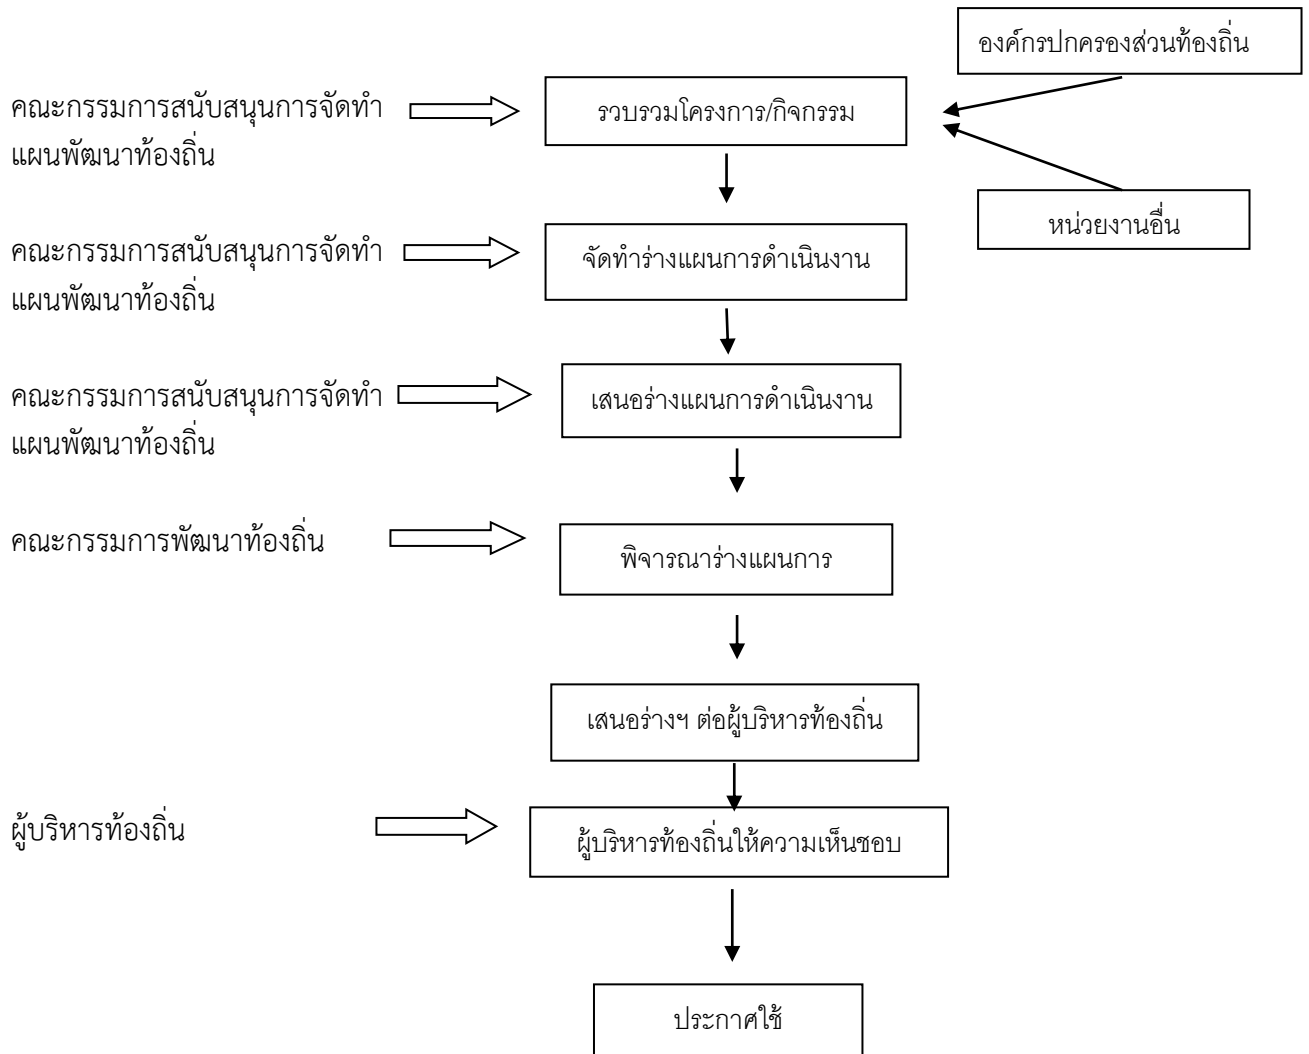 องค์กรปกครองส่วนท้องถิ่น
คณะกรรมการสนับสนุนการจัดทำ
แผนพัฒนาท้องถิ่น
รวบรวมโครงการ/กิจกรรม
หน่วยงานอื่น
คณะกรรมการสนับสนุนการจัดทำ
แผนพัฒนาท้องถิ่น
จัดทำร่างแผนการดำเนินงาน
คณะกรรมการสนับสนุนการจัดทำ
แผนพัฒนาท้องถิ่น
เสนอร่างแผนการดำเนินงาน
คณะกรรมการพัฒนาท้องถิ่น
พิจารณาร่างแผนการ
เสนอร่างฯ ต่อผู้บริหารท้องถิ่น
ผู้บริหารท้องถิ่น
ผู้บริหารท้องถิ่นให้ความเห็นชอบ
ประกาศใช้